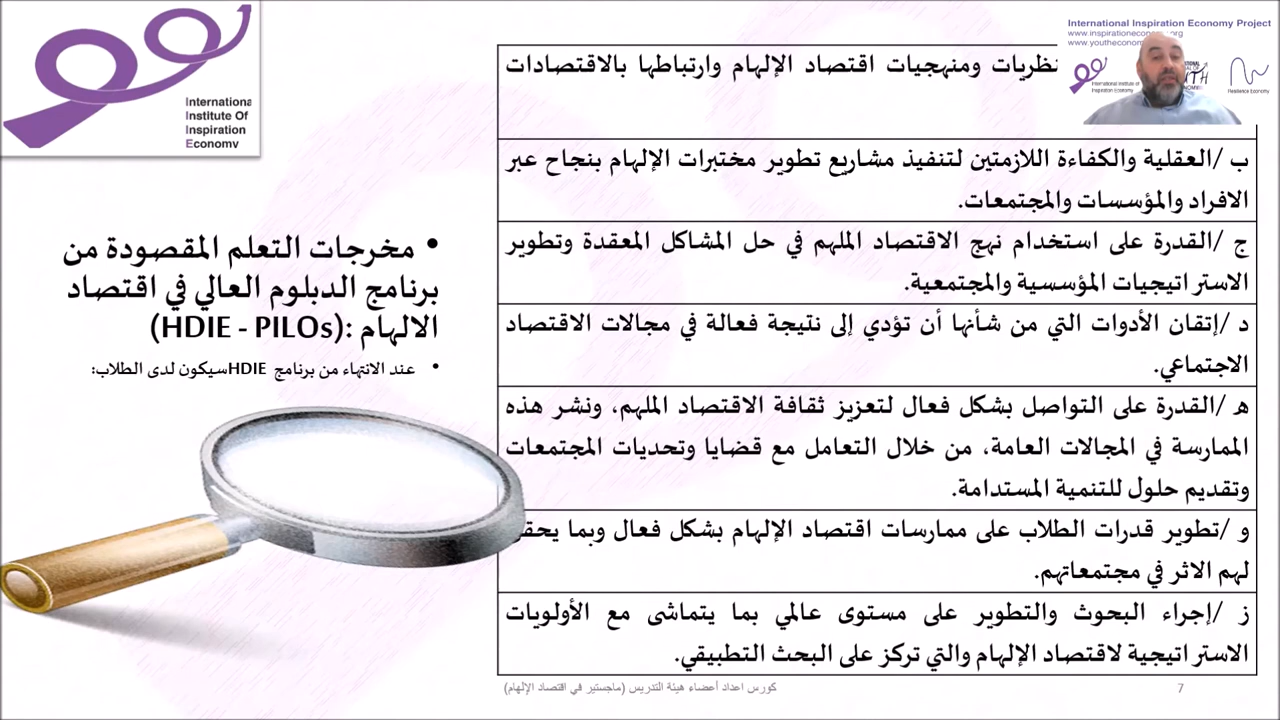 International
Institute Of
Inspiration
Economy
International Inspiration Economy Project
www.inspirationeconomy.org
www.youtheconomy
International Institute of
Inspiration Economy
Resilience Economy
• مخرجات التعلم المقصودة من
برنامج الدبلوم العالي في اقتصاد
الالهام :(HDIE - PILOs)
• عند الانتهاء من برنامج HDIEسيكون لدى الطلاب:
ومنهجيات اقتصاد الإلهام وارتباطها بالاقتصادات
ب /العقلية والكفاءة اللازمتين لتنفيذ مشاريع تطوير مختبرات الإلهام بنجاح عبر
الافراد والمؤسسات والمجتمعات.
ج /القدرة على استخدام نهج الاقتصاد الملهم في حل المشاكل المعقدة وتطوير
الاستراتيجيات المؤسسية والمجتمعية.
د /إتقان الأدوات التي من شأنها أن تؤدي إلى نتيجة فعالة في مجالات الاقتصاد
الاجتماعي.
ه /القدرة على التواصل بشكل فعال لتعزيز ثقافة الاقتصاد الملهم، ونشر هذه
الممارسة في المجالات العامة، من خلال التعامل مع قضايا وتحديات المجتمعات
وتقديم حلول للتنمية المستدامة.
و /تطوير قدرات الطلاب على ممارسات اقتصاد الإلهام بشكل فعال وبما
لهم الاثر في مجتمعاتهم.
ز /إجراء البحوث والتطوير على مستوى عالمي بما يتماشى مع الأولويات
الاستراتيجية لاقتصاد الإلهام والتي تركز على البحث التطبيقي.
كورس اعداد أعضاء هيئة التدريس (ماجستير في اقتصاد الإلهام)
7